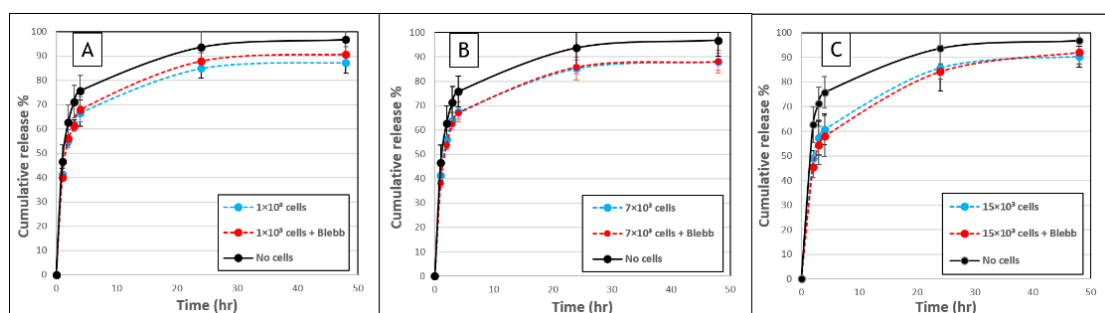 A
Cumulative release %
100
90
80
70
60
50
40
30
20
10
0
1×10³ cells
1×10³ cells + Blebb
No cells
0 10 20 30 40 50
Time (hr)
B
Cumulative release %
100
90
80
70
60
50
40
30
20
10
0
7×10³ cells
7×10³ cells + Blebb
No cells
0 10 20 30 40 50
Time (hr)
C
Cumulative release %
100
90
80
70
60
50
40
30
20
10
0
15×10³ cells
15×10³ cells + Blebb
No cells
0 10 20 30 40 50
Time (hr)